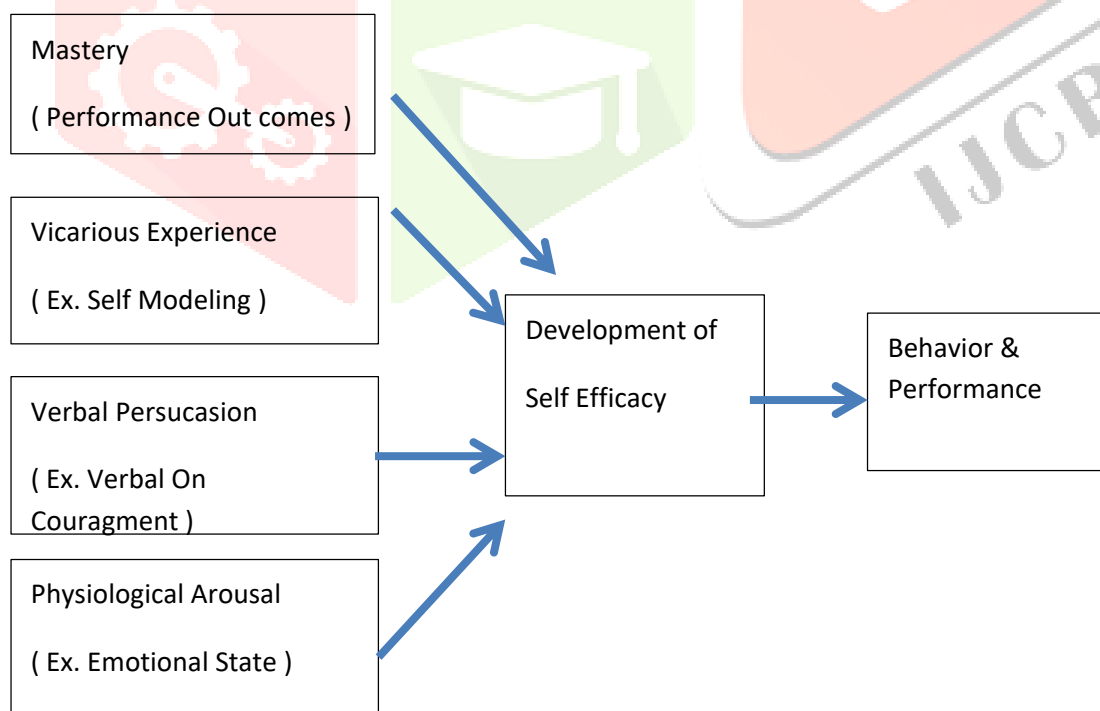 Mastery
( Performance Out comes )
Vicarious Experience
( Ex. Self Modeling )
Verbal Persucasion
( Ex. Verbal On
Couragment )
Physiological Arousal
( Ex. Emotional State )
Development of
Self Efficacy
Behavior &
Performance